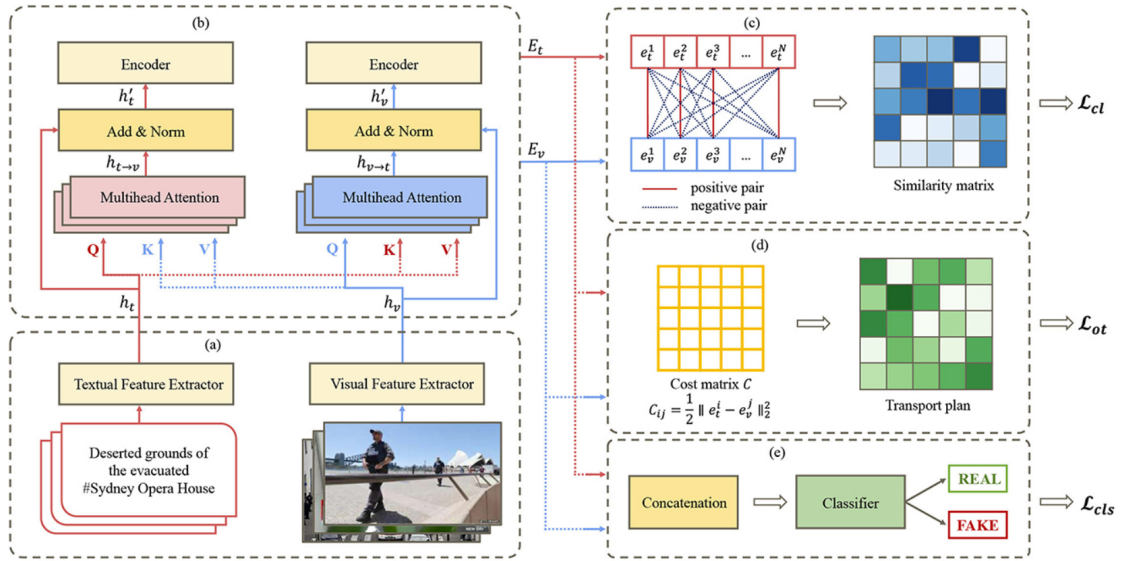 (b)
Encoder
Encoder
h′_t
h′_v
Add & Norm
Add & Norm
h_{t→v}
h_{v→t}
Multihead Attention
Multihead Attention
Q
K
V
Q
K
V
h_t
h_v
(a)
Textual Feature Extractor
Visual Feature Extractor
Deserted grounds of
the evacuated
#Sydney Opera House
E_t
E_v
(c)
e_t^1
e_t^2
e_t^3
...
e_t^N
e_v^1
e_v^2
e_v^3
...
e_v^N
positive pair
negative pair
Similarity matrix
ℒ_cl
(d)
Cost matrix C
C_ij = 1/2 ‖ e_t^i − e_v^j ‖_2^2
Transport plan
ℒ_ot
(e)
Concatenation
Classifier
REAL
FAKE
ℒ_cls